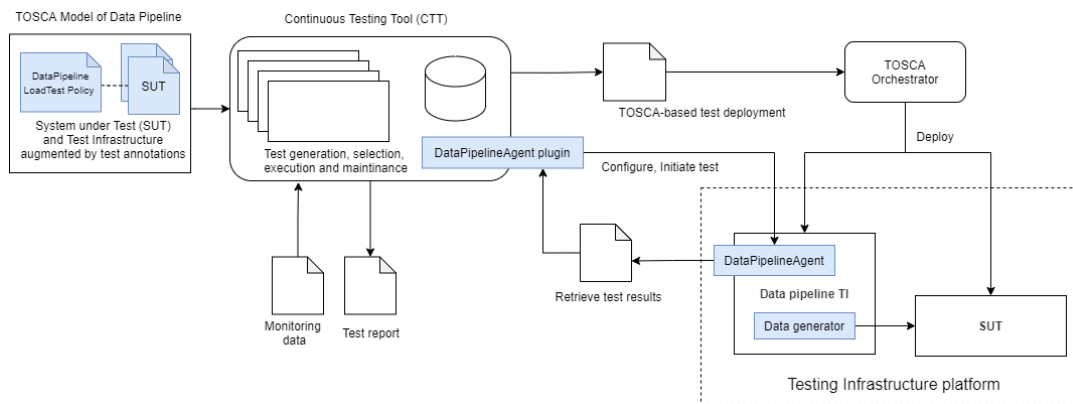 TOSCA Model of Data Pipeline
DataPipeline
LoadTest Policy
SUT
System under Test (SUT)
and Test Infrastructure
augmented by test annotations
Continuous Testing Tool (CTT)
Test generation, selection,
execution and maintinance
DataPipelineAgent plugin
Monitoring
data
Test report
TOSCA-based test deployment
TOSCA
Orchestrator
Deploy
Configure, Initiate test
Retrieve test results
DataPipelineAgent
Data pipeline TI
Data generator
SUT
Testing Infrastructure platform